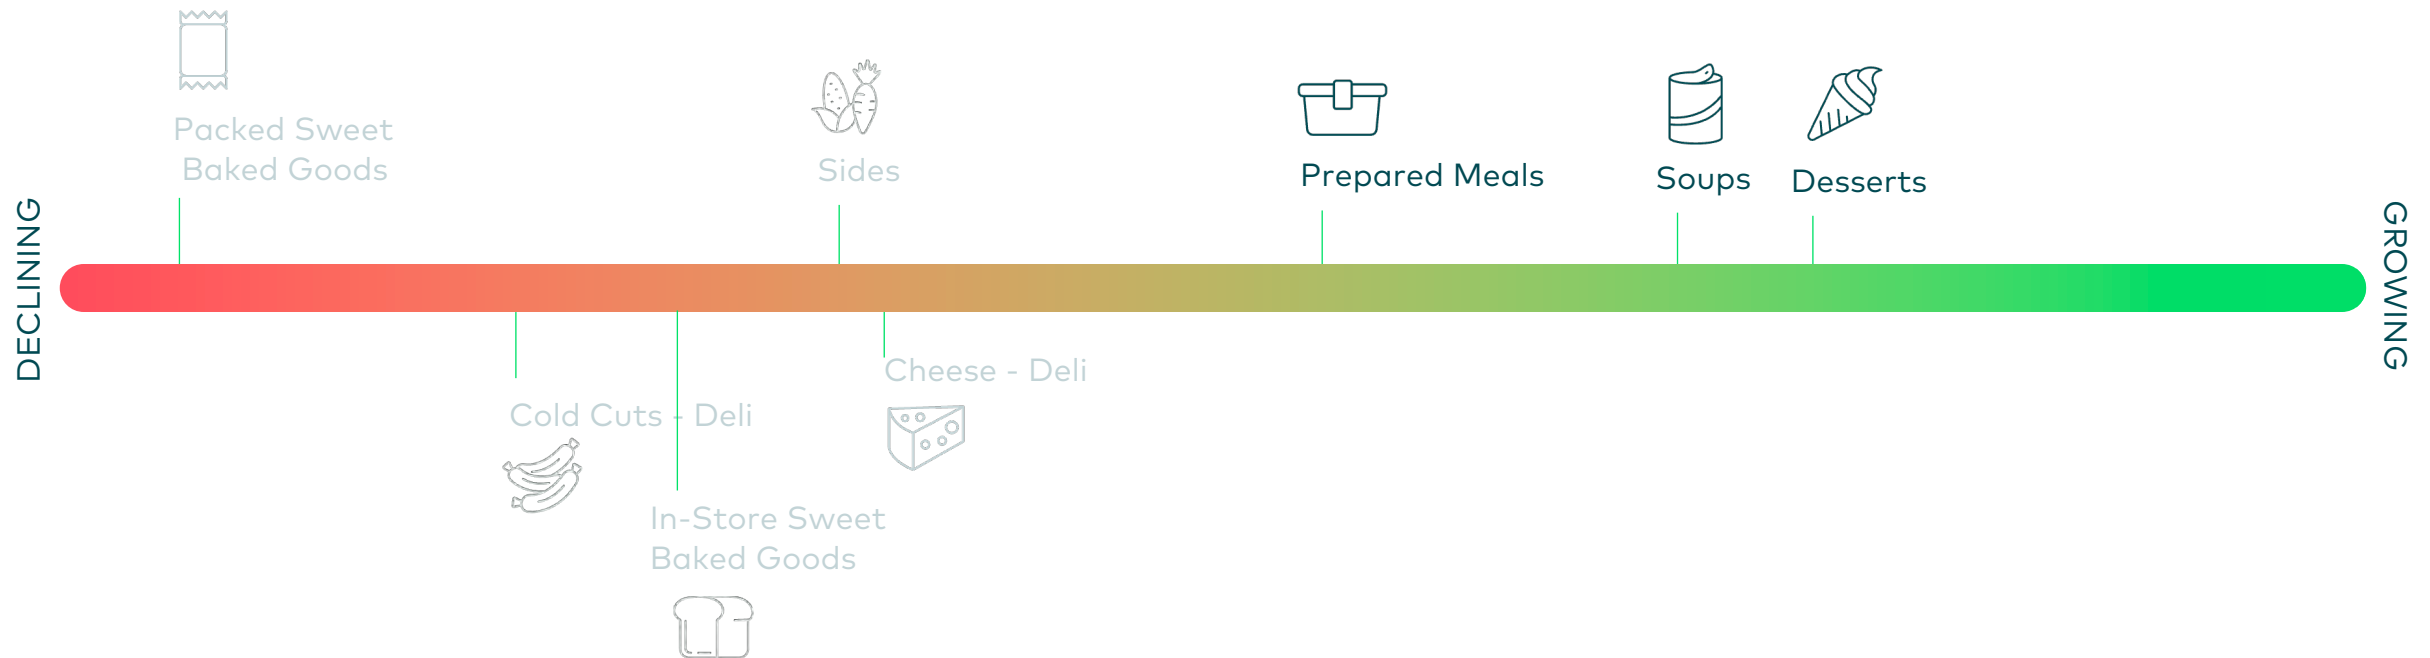 Packed Sweet
Baked Goods
Sides
Prepared Meals
Soups
Desserts
DECLINING
GROWING
Cheese - Deli
Cold Cuts - Deli
In-Store Sweet
Baked Goods